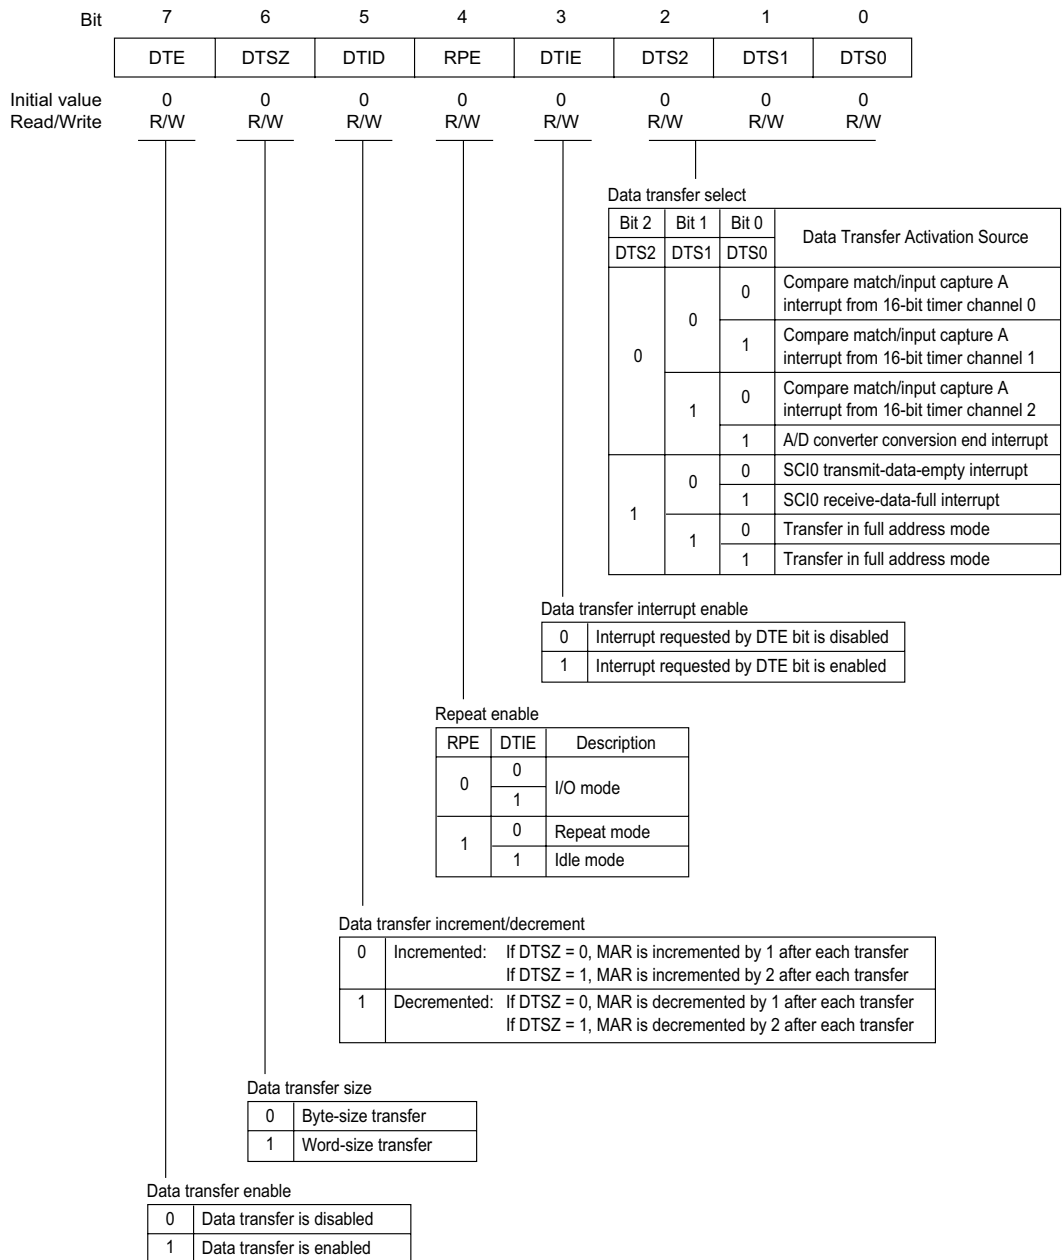 Bit 7 6 5 4 3 2 1 0
DTE DTSZ DTID RPE DTIE DTS2 DTS1 DTS0
Initial value 0 0 0 0 0 0 0 0
Read/Write R/W R/W R/W R/W R/W R/W R/W R/W
Data transfer select
Bit 2 Bit 1 Bit 0 Data Transfer Activation Source
DTS2 DTS1 DTS0
0 0 0 Compare match/input capture A
interrupt from 16-bit timer channel 0
1 Compare match/input capture A
interrupt from 16-bit timer channel 1
1 0 Compare match/input capture A
interrupt from 16-bit timer channel 2
1 A/D converter conversion end interrupt
1 0 0 SCI0 transmit-data-empty interrupt
1 SCI0 receive-data-full interrupt
1 0 Transfer in full address mode
1 Transfer in full address mode
Data transfer interrupt enable
0 Interrupt requested by DTE bit is disabled
1 Interrupt requested by DTE bit is enabled
Repeat enable
RPE DTIE Description
0 0 I/O mode
1
1 0 Repeat mode
1 Idle mode
Data transfer increment/decrement
0 Incremented: If DTSZ = 0, MAR is incremented by 1 after each transfer
If DTSZ = 1, MAR is incremented by 2 after each transfer
1 Decremented: If DTSZ = 0, MAR is decremented by 1 after each transfer
If DTSZ = 1, MAR is decremented by 2 after each transfer
Data transfer size
0 Byte-size transfer
1 Word-size transfer
Data transfer enable
0 Data transfer is disabled
1 Data transfer is enabled